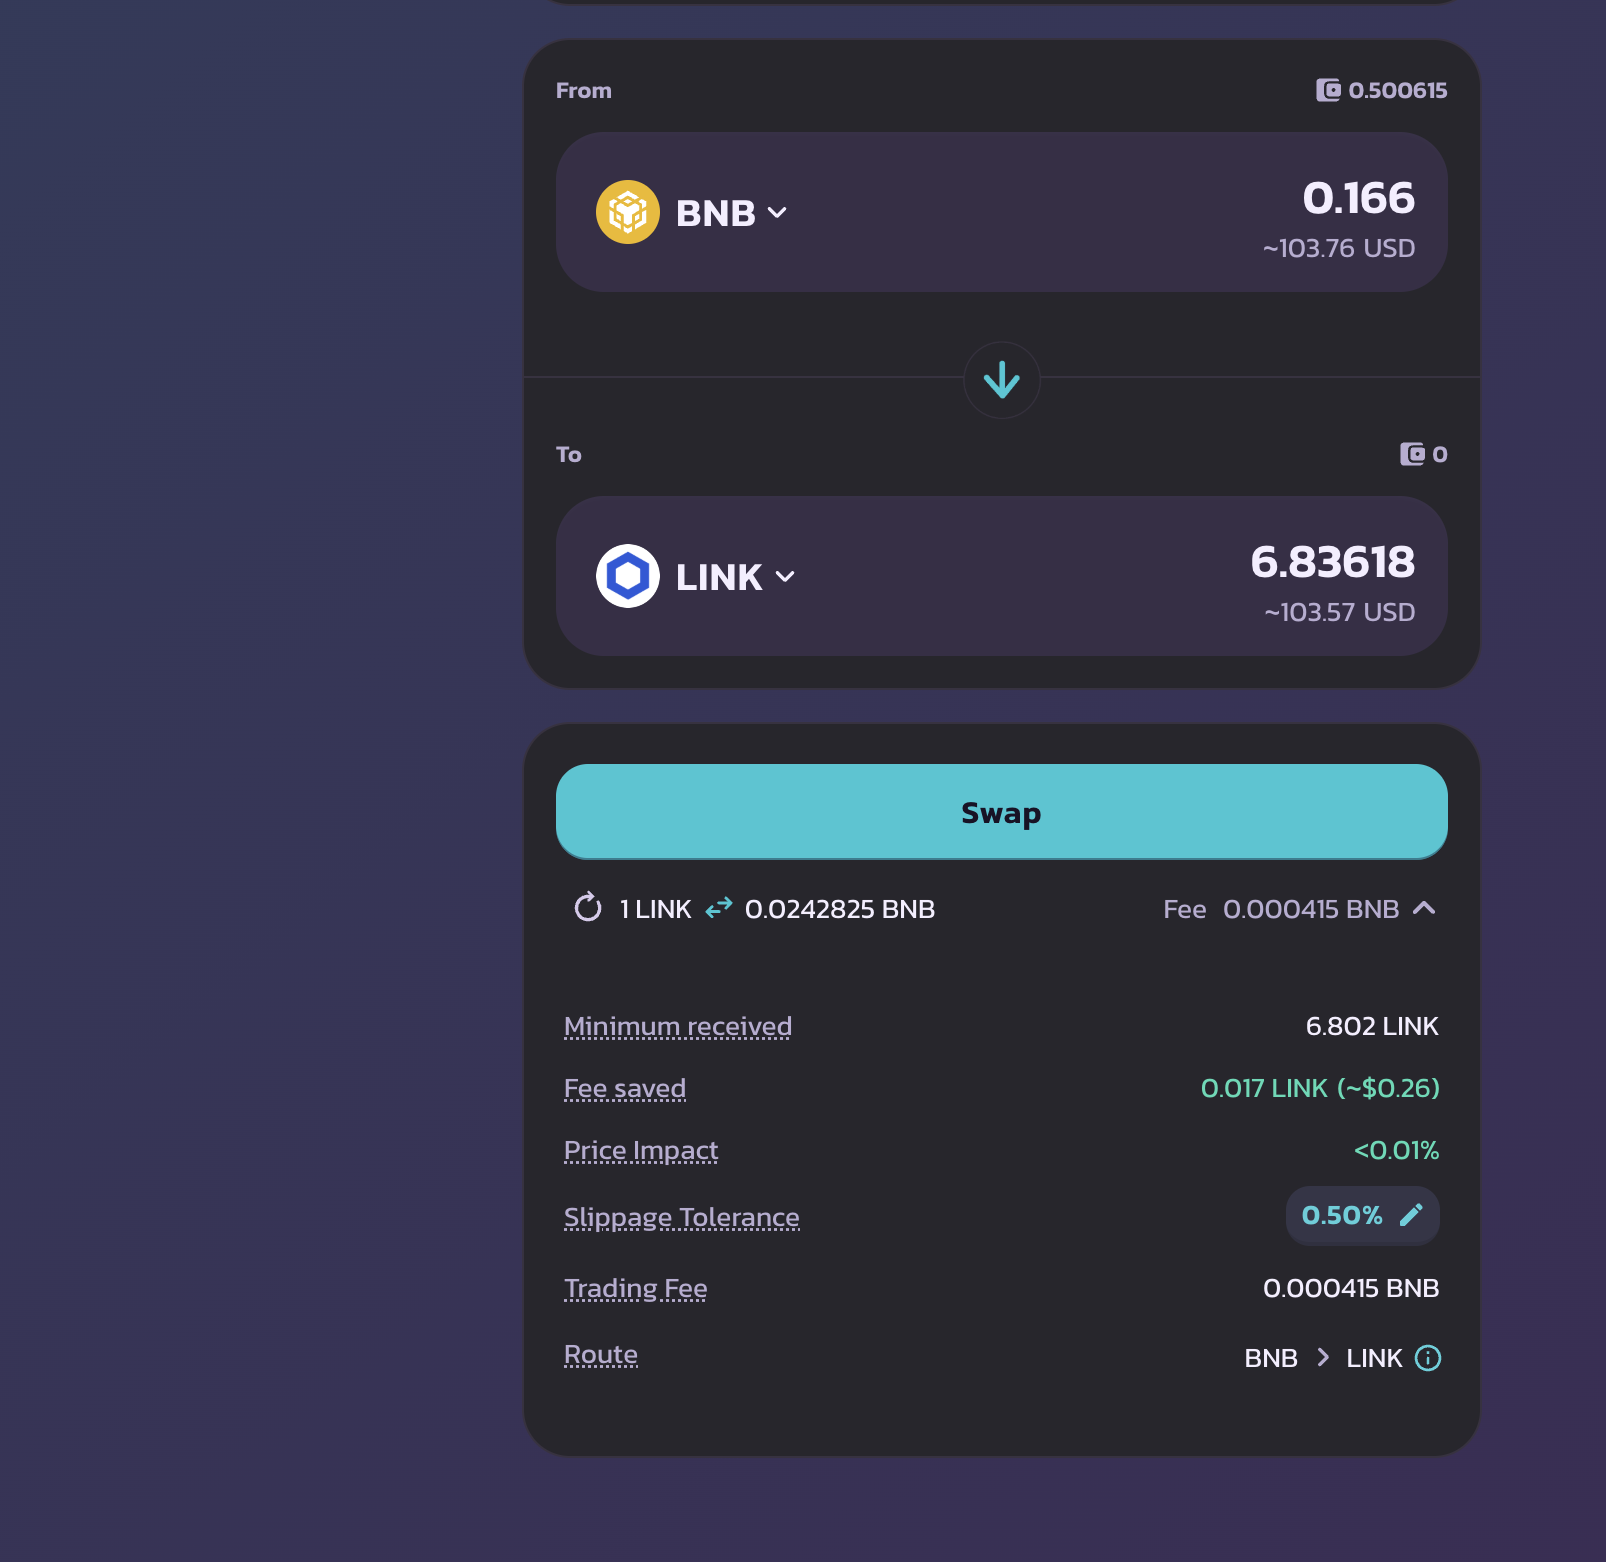 From 0.500615
BNB 0.166
~103.76 USD
To 0
LINK 6.83618
~103.57 USD
Swap
1 LINK 0.0242825 BNB Fee 0.000415 BNB
Minimum received 6.802 LINK
Fee saved 0.017 LINK (~$0.26)
Price Impact <0.01%
Slippage Tolerance 0.50%
Trading Fee 0.000415 BNB
Route BNB > LINK